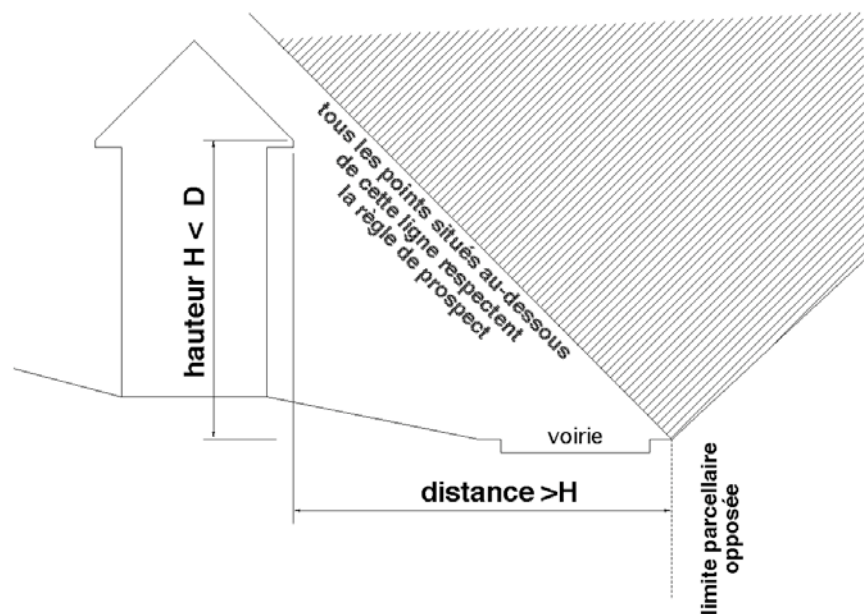 tous les points situés au-dessous
de cette ligne respectent
la règle de prospect
hauteur H < D
voirie
distance >H
limite parcellaire
opposée